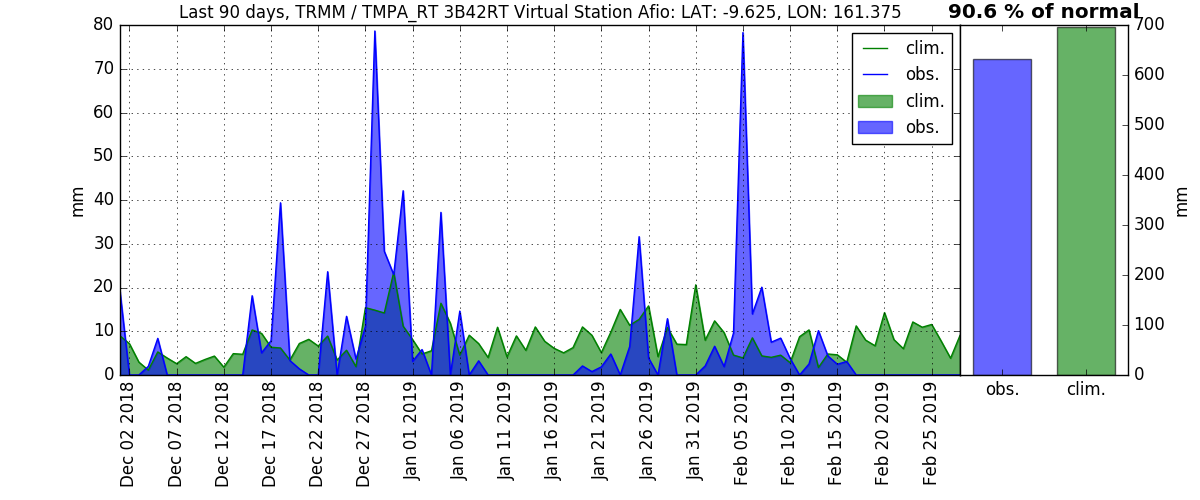 Last 90 days, TRMM / TMPA_RT 3B42RT Virtual Station Afio: LAT: -9.625, LON: 161.375
90.6 % of normal
80
70
60
50
40
30
20
10
0
mm
clim.
obs.
clim.
obs.
Dec 02 2018
Dec 07 2018
Dec 12 2018
Dec 17 2018
Dec 22 2018
Dec 27 2018
Jan 01 2019
Jan 06 2019
Jan 11 2019
Jan 16 2019
Jan 21 2019
Jan 26 2019
Jan 31 2019
Feb 05 2019
Feb 10 2019
Feb 15 2019
Feb 20 2019
Feb 25 2019
700
600
500
400
300
200
100
0
mm
obs.
clim.